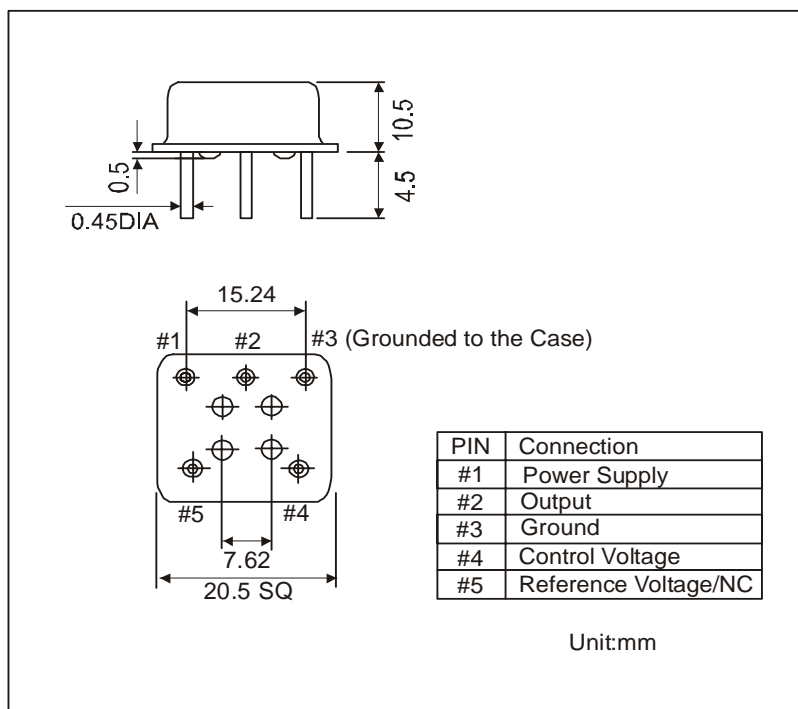 10.5
0.5
4.5
0.45DIA
15.24
#1 #2 #3 (Grounded to the Case)
#5 #4
7.62
20.5 SQ
PIN Connection
#1 Power Supply
#2 Output
#3 Ground
#4 Control Voltage
#5 Reference Voltage/NC
Unit:mm